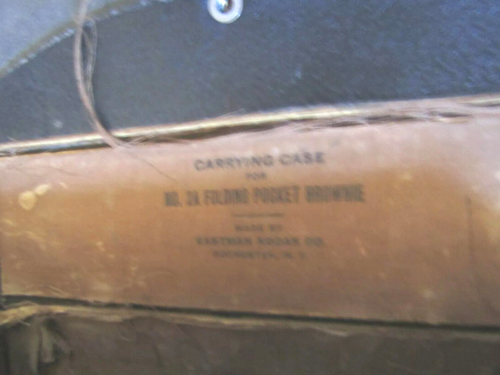 CARRYING CASE
FOR
NO. 2A FOLDING POCKET BROWNIE
MADE BY
EASTMAN KODAK CO.
ROCHESTER, N. Y.